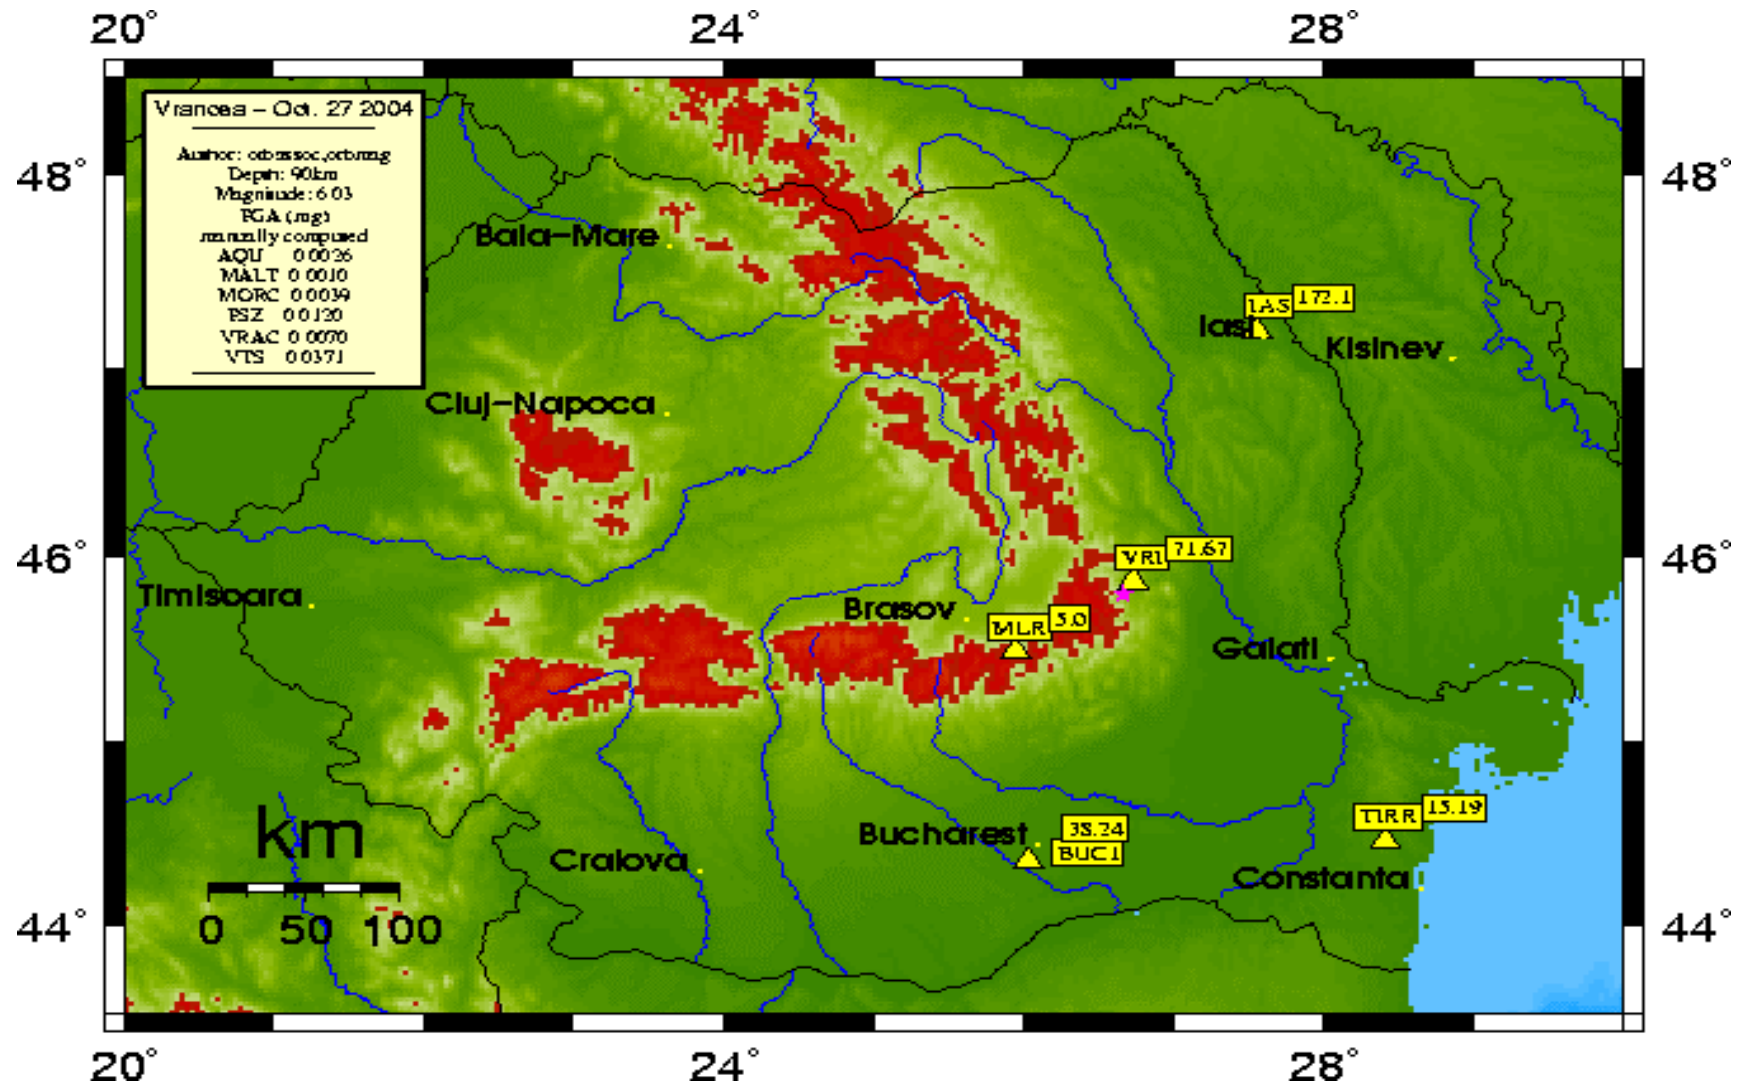 20° 24° 28°
Vrancea - Oct. 27 2004
Author: orbassoc,orbmag
Depth: 90km
Magnitude: 6.03
PGA (mg)
manually computed
AQU 0.0026
MALT 0.0010
MORC 0.0039
PSZ 0.0120
VRAC 0.0070
VTS 0.0371
48° 48°
Baia-Mare
IAS 172.1
Iasi
Kisinev
Cluj-Napoca
46° 46°
VRI 71.67
Timisoara
Brasov
MLR 5.0
Galati
TIRR 15.19
km
Bucharest
38.24
BUC1
Craiova
Constanta
0 50 100
44° 44°
20° 24° 28°